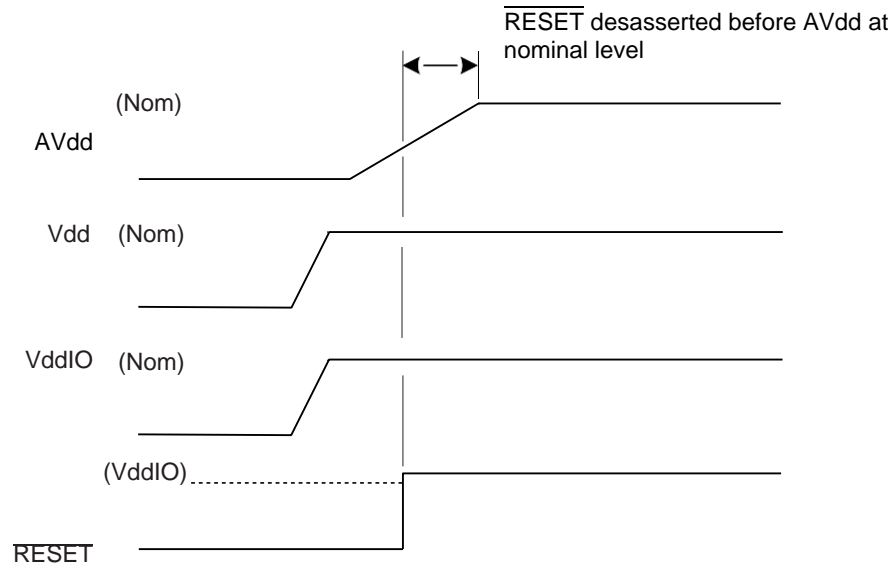 RESET desasserted before AVdd at
nominal level
(Nom)
AVdd
Vdd (Nom)
VddIO (Nom)
(VddIO)
RESET